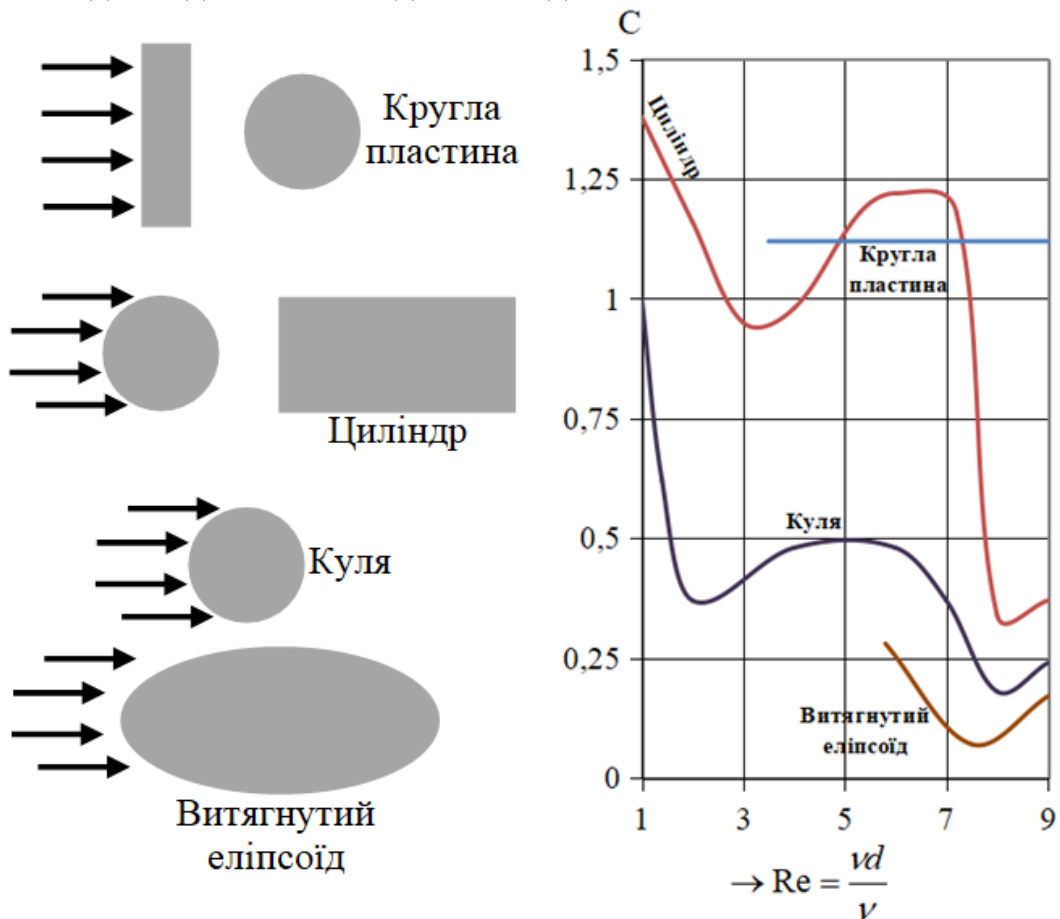 Кругла
пластина
Циліндр
Куля
Витягнутий
еліпсоїд
C
1,5
1,25
1
0,75
0,5
0,25
0
Циліндр
Кругла
пластина
Куля
Витягнутий
еліпсоїд
1 3 5 7 9
→ Re = νd/ν